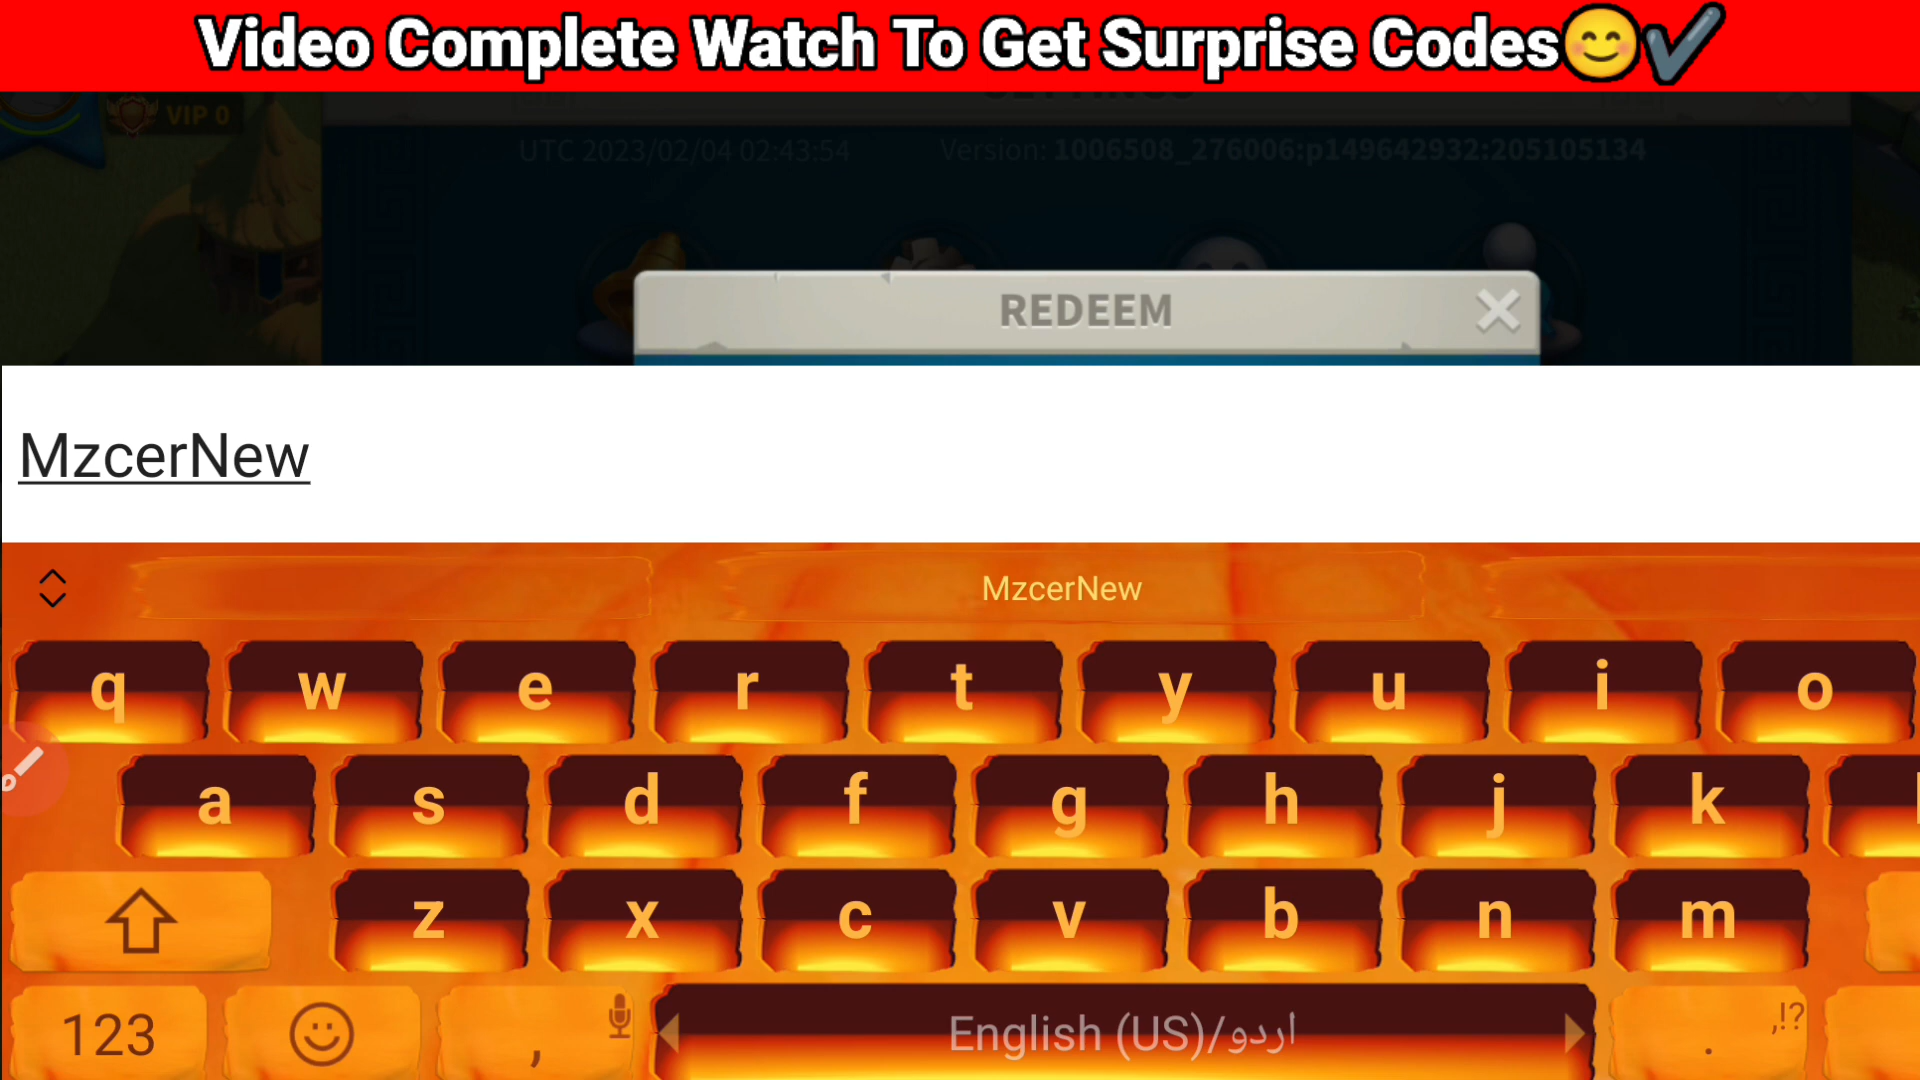 Video Complete Watch To Get Surprise Codes😊✔
VIP 0
SETTINGS
UTC 2023/02/04 02:43:54
Version: 1006508_276006:p149642932:205105134
REDEEM
MzcerNew
MzcerNew
q w e r t y u i o
a s d f g h j k
z x c v b n m
123 , English (US)/اردو . ,!?